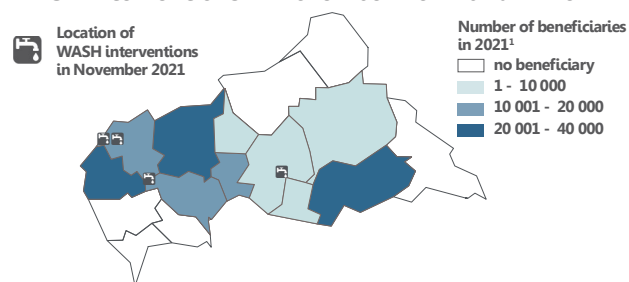 Location of
WASH interventions
in November 2021
Number of beneficiaries
in 2021¹
no beneficiary
1 - 10 000
10 001 - 20 000
20 001 - 40 000